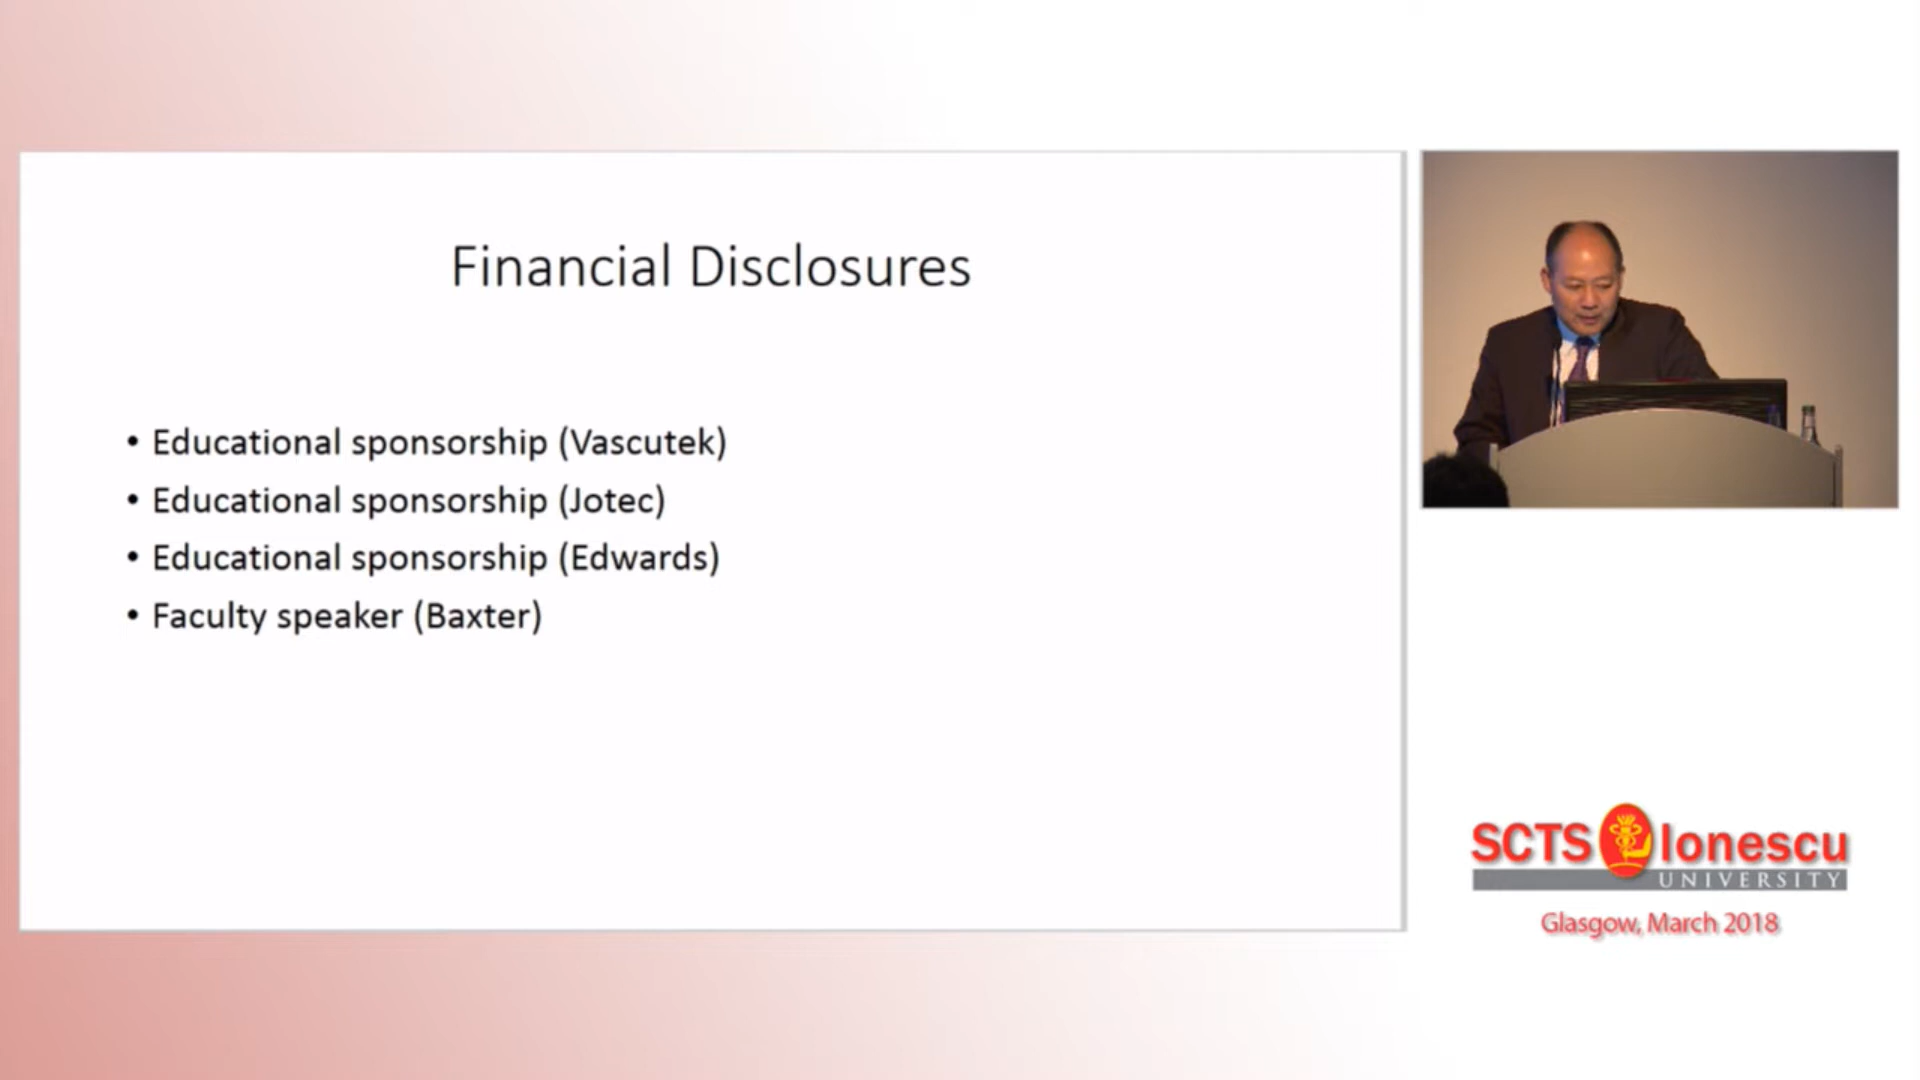 Financial Disclosures
• Educational sponsorship (Vascutek)
• Educational sponsorship (Jotec)
• Educational sponsorship (Edwards)
• Faculty speaker (Baxter)
SCTS Ionescu
UNIVERSITY
Glasgow, March 2018